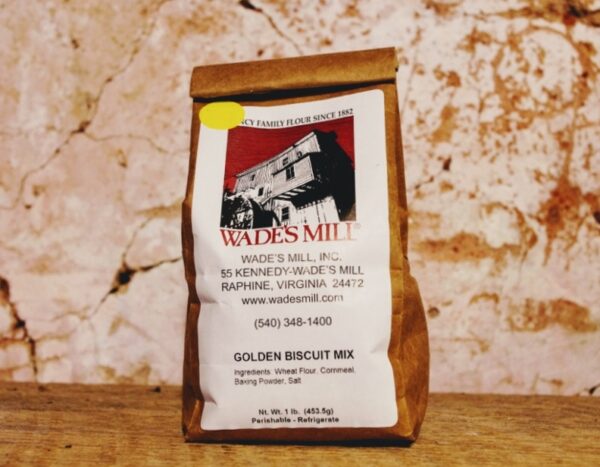 FAMILY FLOUR SINCE 1882
WADE'S MILL®
WADE'S MILL, INC.
55 KENNEDY-WADE'S MILL
RAPHINE, VIRGINIA 24472
www.wadesmill.com
(540) 348-1400
GOLDEN BISCUIT MIX
Ingredients: Wheat Flour, Cornmeal,
Baking Powder, Salt
Nt. Wt. 1 lb. (453.5g)
Perishable - Refrigerate